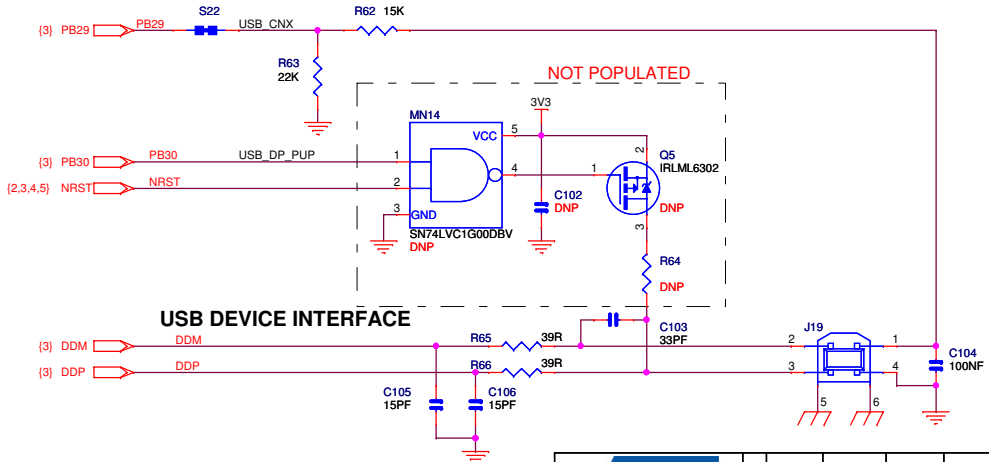 S22
R62 15K
{3} PB29 PB29 USB_CNX
R63
22K
NOT POPULATED
3V3
MN14
VCC 5
2
Q5
IRLML6302
{3} PB30 PB30 USB_DP_PUP 1
4 1
{2,3,4,5} NRST NRST 2
C102
DNP
DNP
3 GND
3
SN74LVC1G00DBV
DNP
R64
DNP
USB DEVICE INTERFACE
C103
33PF
J19
{3} DDM DDM R65 39R 2 1
{3} DDP DDP R66 39R 3 4
C104
100NF
C105
15PF
C106
15PF
5 6